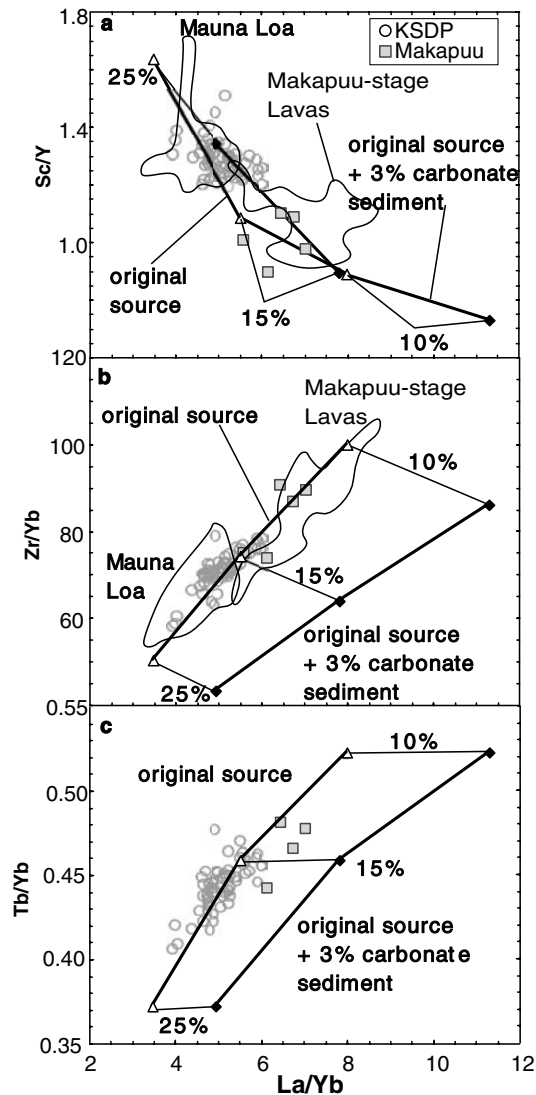 1.8
a
Mauna Loa
KSDP
Makapuu
25%
Makapuu-stage
Lavas
1.4
original source
+ 3% carbonate
sediment
Sc/Y
1.0
original
source
15%
10%
120
b
Makapuu-stage
Lavas
original source
100
10%
Zr/Yb
80
Mauna
Loa
15%
60
original source
+ 3% carbonate
sediment
25%
0.55
c
10%
original source
0.50
15%
Tb/Yb
0.45
original source
+ 3% carbonate
sediment
0.40
25%
0.35
2 4 6 8 10 12
La/Yb